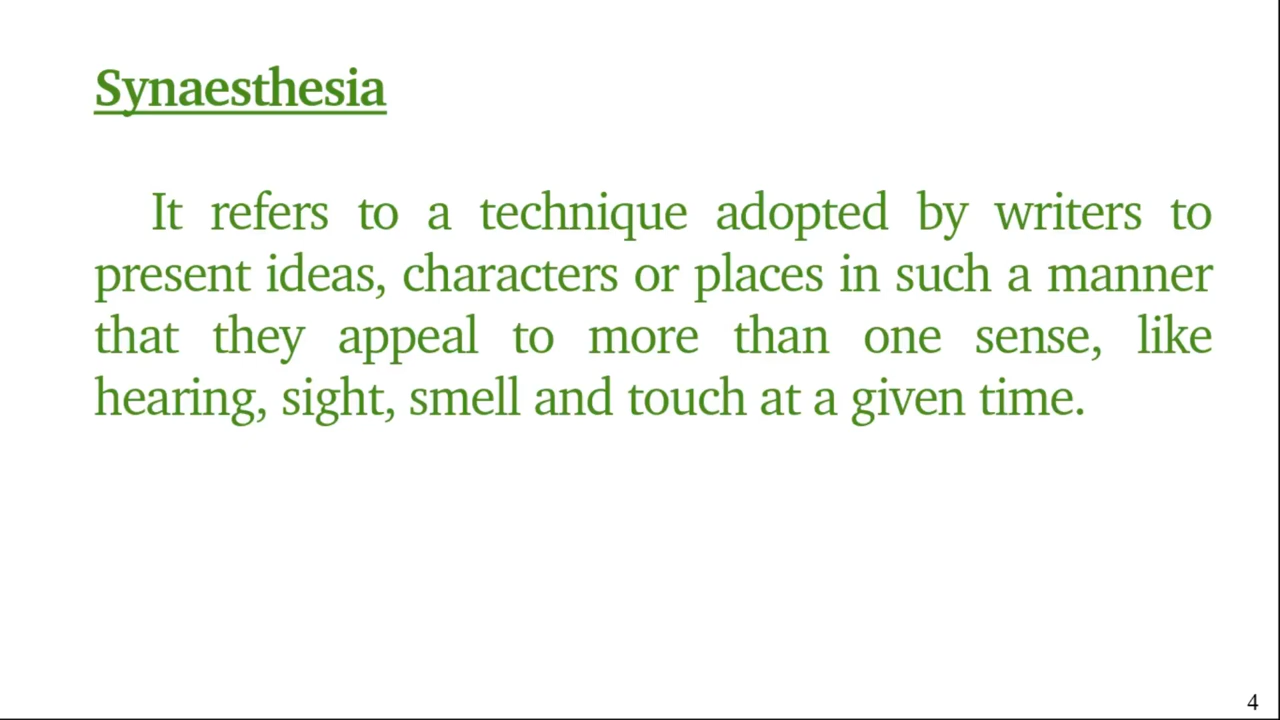 Synaesthesia
It refers to a technique adopted by writers to
present ideas, characters or places in such a manner
that they appeal to more than one sense, like
hearing, sight, smell and touch at a given time.
4